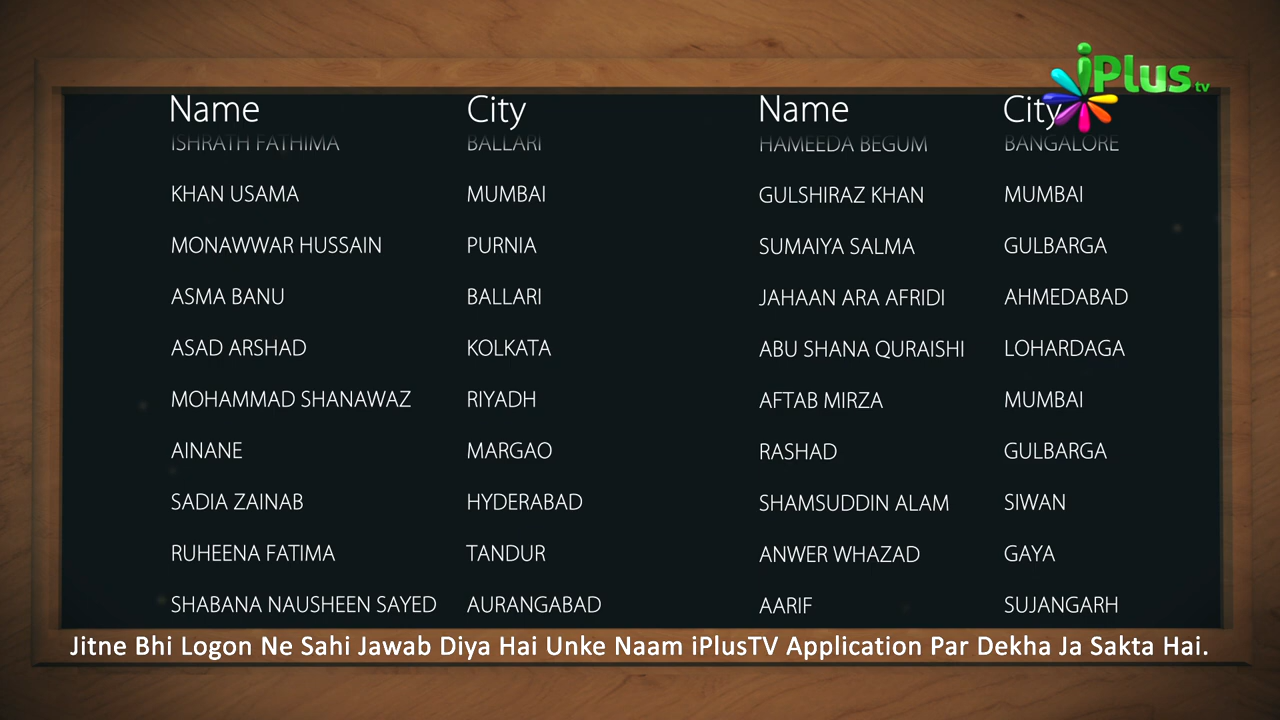 iPlus tv
Name City Name City
ISHRATH FATHIMA BALLARI HAMEEDA BEGUM BANGALORE
KHAN USAMA MUMBAI GULSHIRAZ KHAN MUMBAI
MONAWWAR HUSSAIN PURNIA SUMAIYA SALMA GULBARGA
ASMA BANU BALLARI JAHAAN ARA AFRIDI AHMEDABAD
ASAD ARSHAD KOLKATA ABU SHANA QURAISHI LOHARDAGA
MOHAMMAD SHANAWAZ RIYADH AFTAB MIRZA MUMBAI
AINANE MARGAO RASHAD GULBARGA
SADIA ZAINAB HYDERABAD SHAMSUDDIN ALAM SIWAN
RUHEENA FATIMA TANDUR ANWER WHAZAD GAYA
SHABANA NAUSHEEN SAYED AURANGABAD AARIF SUJANGARH
Jitne Bhi Logon Ne Sahi Jawab Diya Hai Unke Naam iPlusTV Application Par Dekha Ja Sakta Hai.